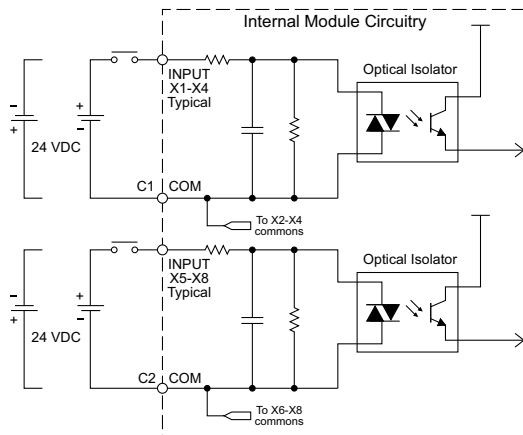 Internal Module Circuitry
INPUT
X1-X4
Typical
Optical Isolator
-
+
+
-
24 VDC
C1 COM
To X2-X4
commons
INPUT
X5-X8
Typical
Optical Isolator
-
+
+
-
24 VDC
C2 COM
To X6-X8
commons